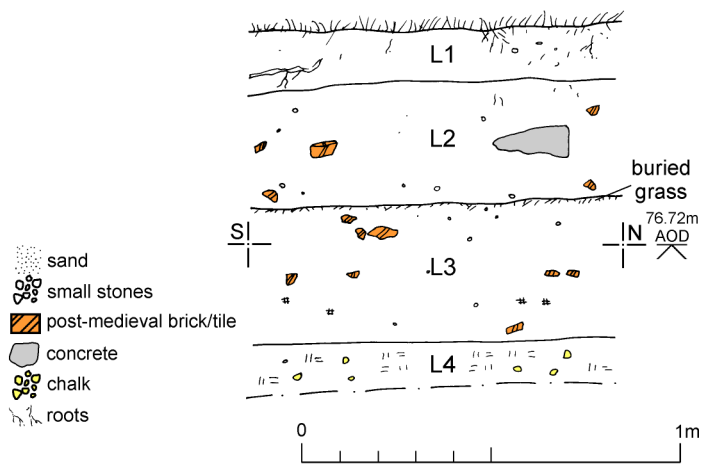 L1
L2
buried
grass
76.72m
AOD
S
N
L3
L4
sand
small stones
post-medieval brick/tile
concrete
chalk
roots
0
1m